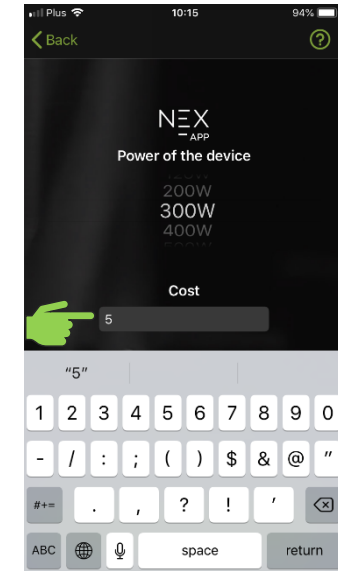 Plus 10:15 94%
Back ?
NEX
APP
Power of the device
200W
300W
400W
Cost
5
"5"
1 2 3 4 5 6 7 8 9 0
- / : ; ( ) $ & @ "
#+= . , ? ! '
ABC space return